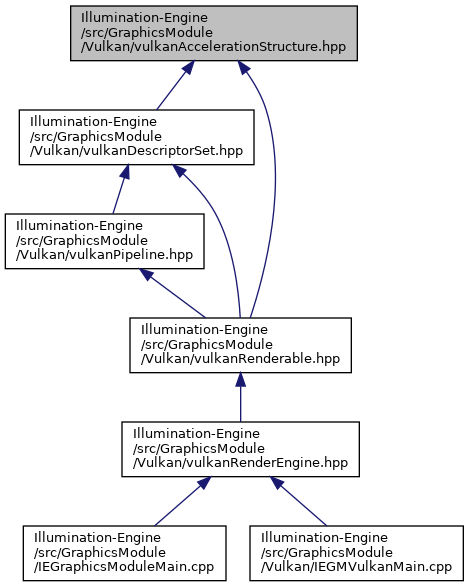 Illumination-Engine
/src/GraphicsModule
/Vulkan/vulkanAccelerationStructure.hpp
Illumination-Engine
/src/GraphicsModule
/Vulkan/vulkanDescriptorSet.hpp
Illumination-Engine
/src/GraphicsModule
/Vulkan/vulkanPipeline.hpp
Illumination-Engine
/src/GraphicsModule
/Vulkan/vulkanRenderable.hpp
Illumination-Engine
/src/GraphicsModule
/Vulkan/vulkanRenderEngine.hpp
Illumination-Engine
/src/GraphicsModule
/IEGraphicsModuleMain.cpp
Illumination-Engine
/src/GraphicsModule
/Vulkan/IEGMVulkanMain.cpp